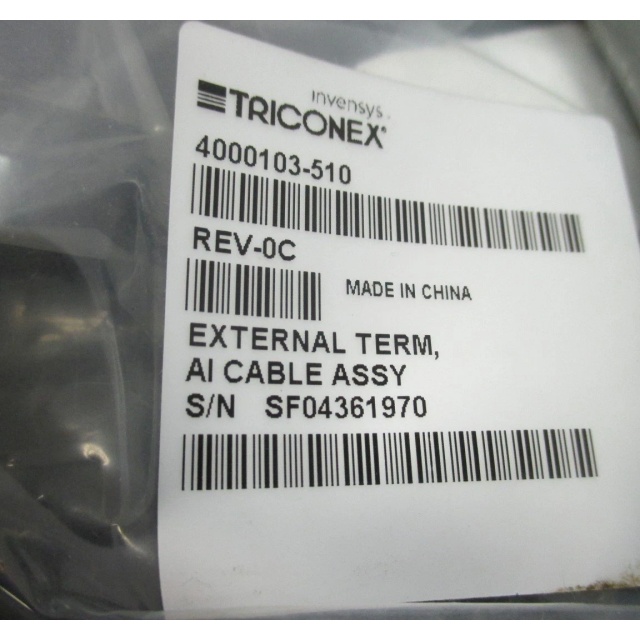 invensys
TRICONEX
4000103-510
REV-0C
MADE IN CHINA
EXTERNAL TERM,
AI CABLE ASSY
S/N SF04361970